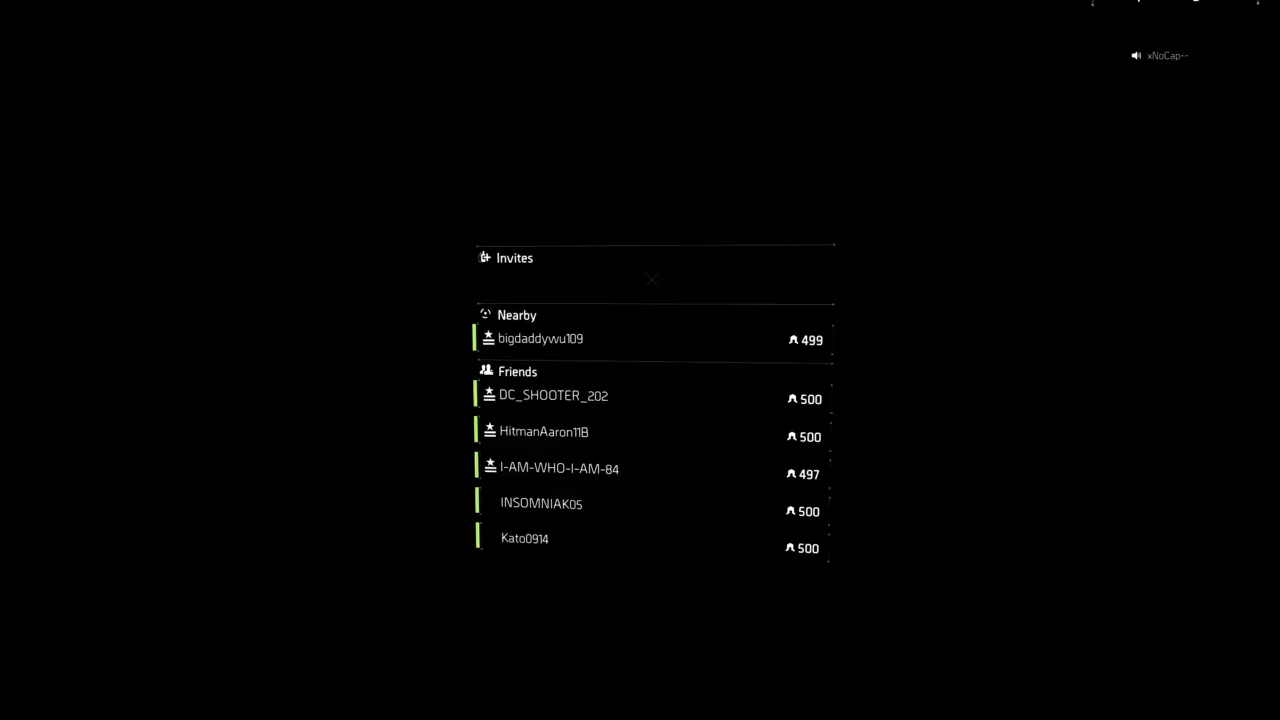 xNoCap--
Invites
Nearby
bigdaddywu109 499
Friends
DC_SHOOTER_202 500
HitmanAaron11B 500
I-AM-WHO-I-AM-84 497
INSOMNIAK05 500
Kato0914 500